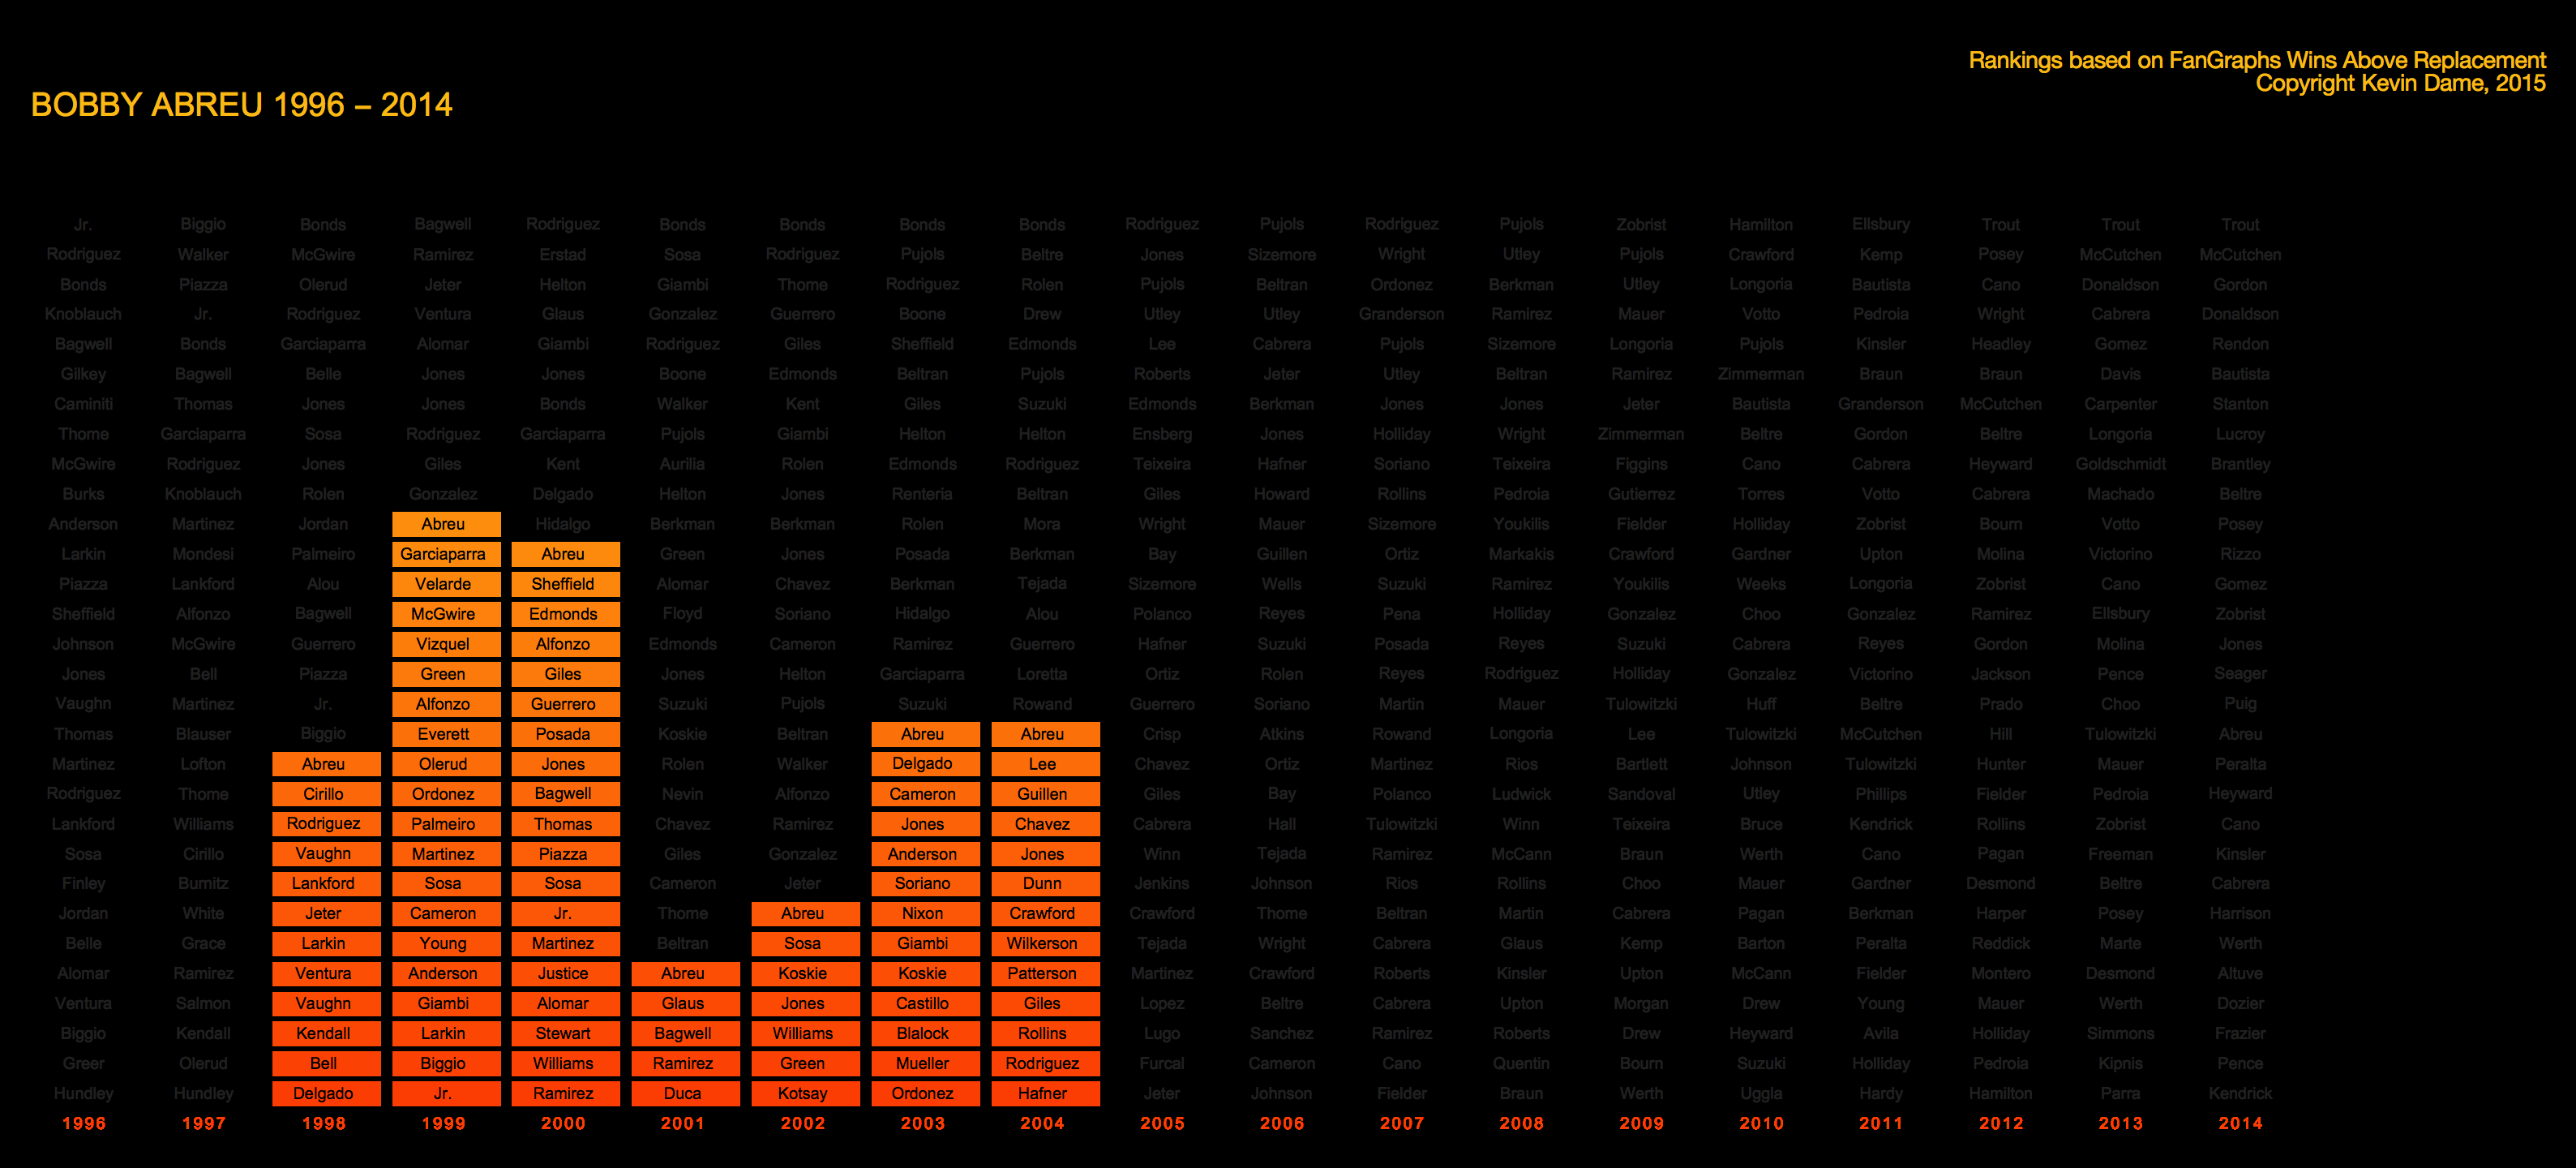 Rankings based on FanGraphs Wins Above Replacement
Copyright Kevin Dame, 2015
BOBBY ABREU 1996 – 2014
Jr. Biggio Bonds Bagwell Rodriguez Bonds Bonds Bonds Bonds Rodriguez Pujols Rodriguez Pujols Zobrist Hamilton Ellsbury Trout Trout Trout
Rodriguez Walker McGwire Ramirez Erstad Sosa Rodriguez Pujols Beltre Jones Sizemore Wright Utley Pujols Crawford Kemp Posey McCutchen McCutchen
Bonds Piazza Olerud Jeter Helton Giambi Thome Rodriguez Rolen Pujols Beltran Ordonez Berkman Utley Longoria Bautista Cano Donaldson Gordon
Knoblauch Jr. Rodriguez Ventura Glaus Gonzalez Guerrero Boone Drew Utley Utley Granderson Ramirez Mauer Votto Pedroia Wright Cabrera Donaldson
Bagwell Bonds Garciaparra Alomar Giambi Rodriguez Giles Sheffield Edmonds Lee Cabrera Pujols Sizemore Longoria Pujols Kinsler Headley Gomez Rendon
Gilkey Bagwell Belle Jones Jones Boone Edmonds Beltran Pujols Roberts Jeter Utley Beltran Ramirez Zimmerman Braun Braun Davis Bautista
Caminiti Thomas Jones Jones Bonds Walker Kent Giles Suzuki Edmonds Berkman Jones Jones Jeter Bautista Granderson McCutchen Carpenter Stanton
Thome Garciaparra Sosa Rodriguez Garciaparra Pujols Giambi Helton Helton Ensberg Jones Holliday Wright Zimmerman Beltre Gordon Beltre Longoria Lucroy
McGwire Rodriguez Jones Giles Kent Aurilia Rolen Edmonds Rodriguez Teixeira Hafner Soriano Teixeira Figgins Cano Cabrera Heyward Goldschmidt Brantley
Burks Knoblauch Rolen Gonzalez Delgado Helton Jones Renteria Beltran Giles Howard Rollins Pedroia Gutierrez Torres Votto Cabrera Machado Beltre
Anderson Martinez Jordan Abreu Hidalgo Berkman Berkman Rolen Mora Wright Mauer Sizemore Youkilis Fielder Holliday Zobrist Bourn Votto Posey
Larkin Mondesi Palmeiro Garciaparra Abreu Green Jones Posada Berkman Bay Guillen Ortiz Markakis Crawford Gardner Upton Molina Victorino Rizzo
Piazza Lankford Alou Velarde Sheffield Alomar Chavez Berkman Tejada Sizemore Wells Suzuki Ramirez Youkilis Weeks Longoria Zobrist Cano Gomez
Sheffield Alfonzo Bagwell McGwire Edmonds Floyd Soriano Hidalgo Alou Polanco Reyes Pena Holliday Gonzalez Choo Gonzalez Ramirez Ellsbury Zobrist
Johnson McGwire Guerrero Vizquel Alfonzo Edmonds Cameron Ramirez Guerrero Hafner Suzuki Posada Reyes Suzuki Cabrera Reyes Gordon Molina Jones
Jones Bell Piazza Green Giles Jones Helton Garciaparra Loretta Ortiz Rolen Reyes Rodriguez Holliday Gonzalez Victorino Jackson Pence Seager
Vaughn Martinez Jr. Alfonzo Guerrero Suzuki Pujols Suzuki Rowand Guerrero Soriano Martin Mauer Tulowitzki Huff Beltre Prado Choo Puig
Thomas Blauser Biggio Everett Posada Koskie Beltran Abreu Abreu Crisp Atkins Rowand Longoria Lee Tulowitzki McCutchen Hill Tulowitzki Abreu
Martinez Lofton Abreu Olerud Jones Rolen Walker Delgado Lee Chavez Ortiz Martinez Rios Bartlett Johnson Tulowitzki Hunter Mauer Peralta
Rodriguez Thome Cirillo Ordonez Bagwell Nevin Alfonzo Cameron Guillen Giles Bay Polanco Ludwick Sandoval Utley Phillips Fielder Pedroia Heyward
Lankford Williams Rodriguez Palmeiro Thomas Chavez Ramirez Jones Chavez Cabrera Hall Tulowitzki Winn Teixeira Bruce Kendrick Rollins Zobrist Cano
Sosa Cirillo Vaughn Martinez Piazza Giles Gonzalez Anderson Jones Winn Tejada Ramirez McCann Braun Werth Cano Pagan Freeman Kinsler
Finley Burnitz Lankford Sosa Sosa Cameron Jeter Soriano Dunn Jenkins Johnson Rios Rollins Choo Mauer Gardner Desmond Beltre Cabrera
Jordan White Jeter Cameron Jr. Thome Abreu Nixon Crawford Crawford Thome Beltran Martin Cabrera Pagan Berkman Harper Posey Harrison
Belle Grace Larkin Young Martinez Beltran Sosa Giambi Wilkerson Tejada Wright Cabrera Glaus Kemp Barton Peralta Reddick Marte Werth
Alomar Ramirez Ventura Anderson Justice Abreu Koskie Koskie Patterson Martinez Crawford Roberts Kinsler Upton McCann Fielder Montero Desmond Altuve
Ventura Salmon Vaughn Giambi Alomar Glaus Jones Castillo Giles Lopez Beltre Cabrera Upton Morgan Drew Young Mauer Werth Dozier
Biggio Kendall Kendall Larkin Stewart Bagwell Williams Blalock Rollins Lugo Sanchez Ramirez Roberts Drew Heyward Avila Holliday Simmons Frazier
Greer Olerud Bell Biggio Williams Ramirez Green Mueller Rodriguez Furcal Cameron Cano Quentin Bourn Suzuki Holliday Pedroia Kipnis Pence
Hundley Hundley Delgado Jr. Ramirez Duca Kotsay Ordonez Hafner Jeter Johnson Fielder Braun Werth Uggla Hardy Hamilton Parra Kendrick
1996 1997 1998 1999 2000 2001 2002 2003 2004 2005 2006 2007 2008 2009 2010 2011 2012 2013 2014